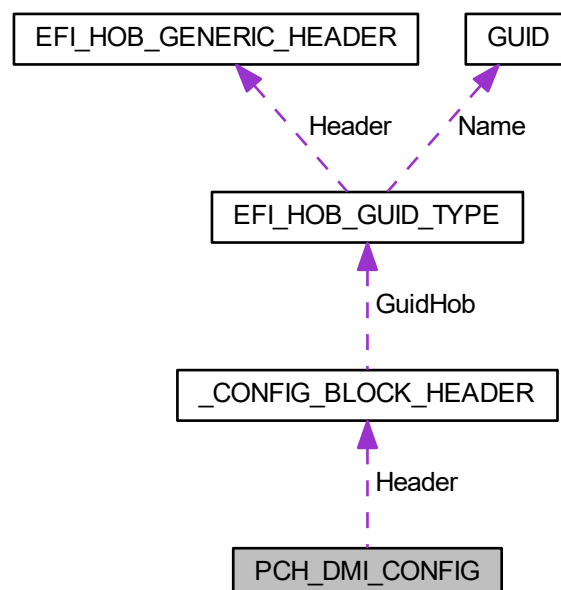 EFI_HOB_GENERIC_HEADER
GUID
Header
Name
EFI_HOB_GUID_TYPE
GuidHob
_CONFIG_BLOCK_HEADER
Header
PCH_DMI_CONFIG